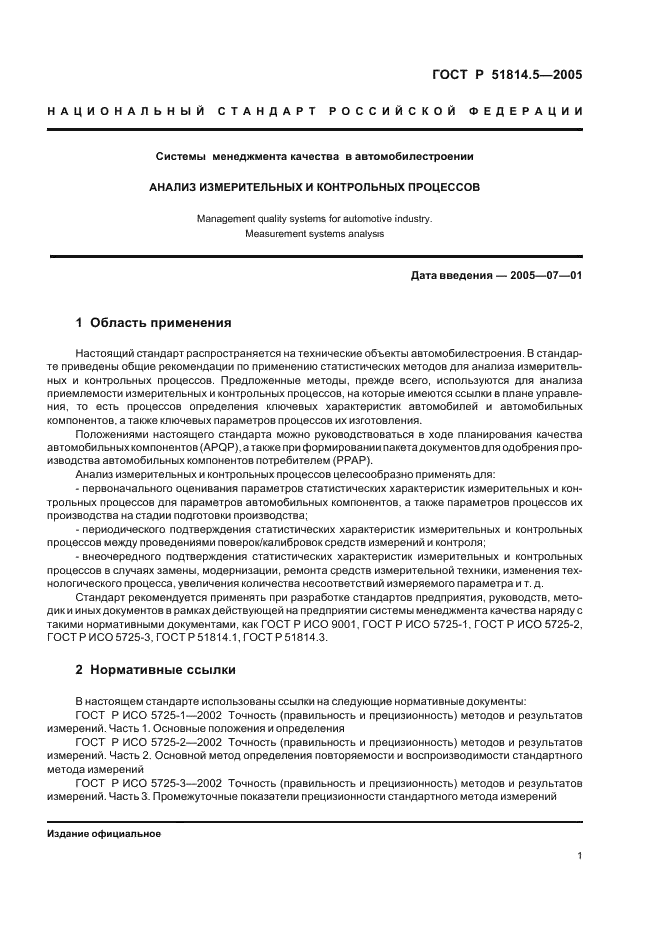 ГОСТ Р 51814.5—2005
НАЦИОНАЛЬНЫЙ СТАНДАРТ РОССИЙСКОЙ ФЕДЕРАЦИИ
Системы менеджмента качества в автомобилестроении
АНАЛИЗ ИЗМЕРИТЕЛЬНЫХ И КОНТРОЛЬНЫХ ПРОЦЕССОВ
Management quality systems for automotive industry.
Measurement systems analysis
Дата введения — 2005—07—01
1 Область применения
Настоящий стандарт распространяется на технические объекты автомобилестроения. В стандар-
те приведены общие рекомендации по применению статистических методов для анализа измеритель-
ных и контрольных процессов. Предложенные методы, прежде всего, используются для анализа
приемлемости измерительных и контрольных процессов, на которые имеются ссылки в плане управле-
ния, то есть процессов определения ключевых характеристик автомобилей и автомобильных
компонентов, а также ключевых параметров процессов их изготовления.
Положениями настоящего стандарта можно руководствоваться в ходе планирования качества
автомобильных компонентов (APQP), а также при формировании пакета документов для одобрения про-
изводства автомобильных компонентов потребителем (PPAP).
Анализ измерительных и контрольных процессов целесообразно применять для:
- первоначального оценивания параметров статистических характеристик измерительных и кон-
трольных процессов для параметров автомобильных компонентов, а также параметров процессов их
производства на стадии подготовки производства;
- периодического подтверждения статистических характеристик измерительных и контрольных
процессов между проведениями поверок/калибровок средств измерений и контроля;
- внеочередного подтверждения статистических характеристик измерительных и контрольных
процессов в случаях замены, модернизации, ремонта средств измерительной техники, изменения тех-
нологического процесса, увеличения количества несоответствий измеряемого параметра и т. д.
Стандарт рекомендуется применять при разработке стандартов предприятия, руководств, мето-
дик и иных документов в рамках действующей на предприятии системы менеджмента качества наряду с
такими нормативными документами, как ГОСТ Р ИСО 9001, ГОСТ Р ИСО 5725-1, ГОСТ Р ИСО 5725-2,
ГОСТ Р ИСО 5725-3, ГОСТ Р 51814.1, ГОСТ Р 51814.3.
2 Нормативные ссылки
В настоящем стандарте использованы ссылки на следующие нормативные документы:
ГОСТ Р ИСО 5725-1—2002 Точность (правильность и прецизионность) методов и результатов
измерений. Часть 1. Основные положения и определения
ГОСТ Р ИСО 5725-2—2002 Точность (правильность и прецизионность) методов и результатов
измерений. Часть 2. Основной метод определения повторяемости и воспроизводимости стандартного
метода измерений
ГОСТ Р ИСО 5725-3—2002 Точность (правильность и прецизионность) методов и результатов
измерений. Часть 3. Промежуточные показатели прецизионности стандартного метода измерений
Издание официальное
1